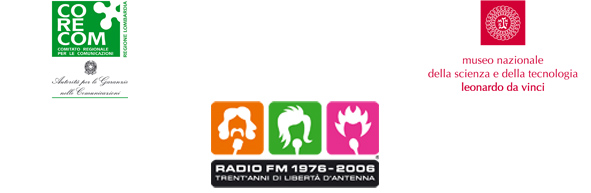 CO
RE
COM
COMITATO REGIONALE
PER LE COMUNICAZIONI
REGIONE LOMBARDIA
Autorità per le Garanzie
nelle Comunicazioni
museo nazionale
della scienza e della tecnologia
leonardo da vinci
RADIO FM 1976-2006
TRENT'ANNI DI LIBERTÀ D'ANTENNA